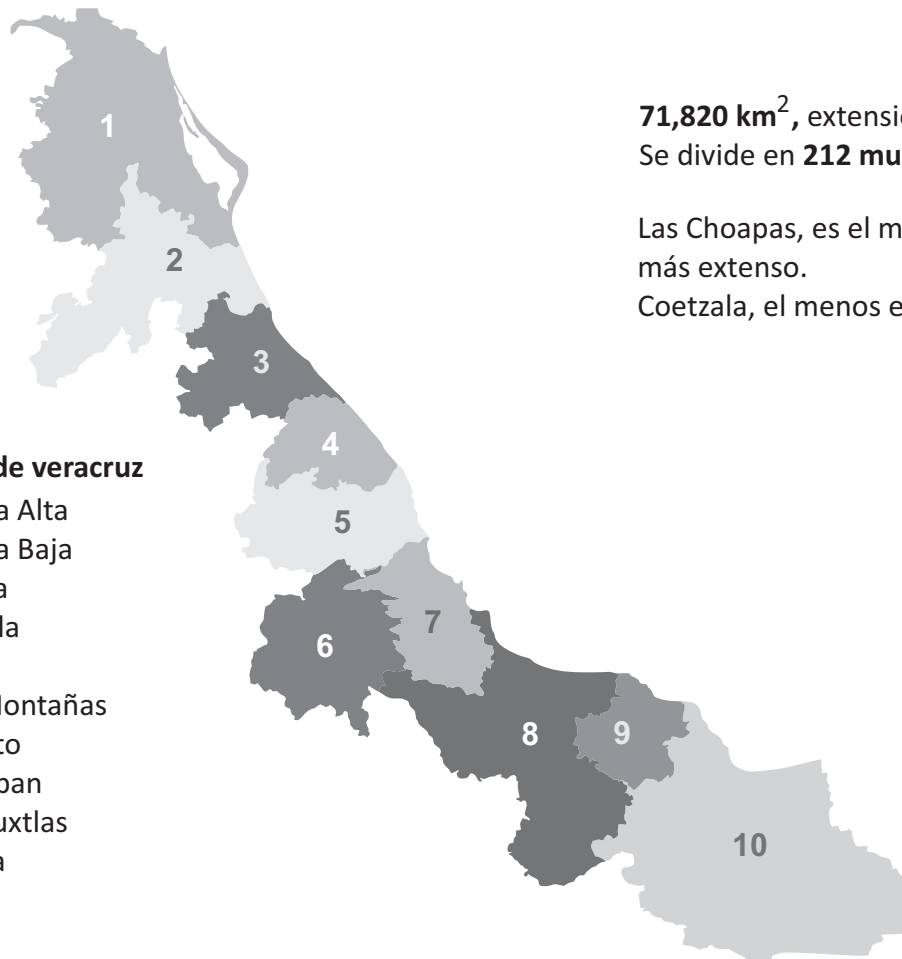 1
2
3
4
5
6
7
8
9
10
71,820 km², extensi
Se divide en 212 mu
Las Choapas, es el m
más extenso.
Coetzala, el menos e
de veracruz
a Alta
a Baja
a
la
Montañas
to
pan
uxtlas
a